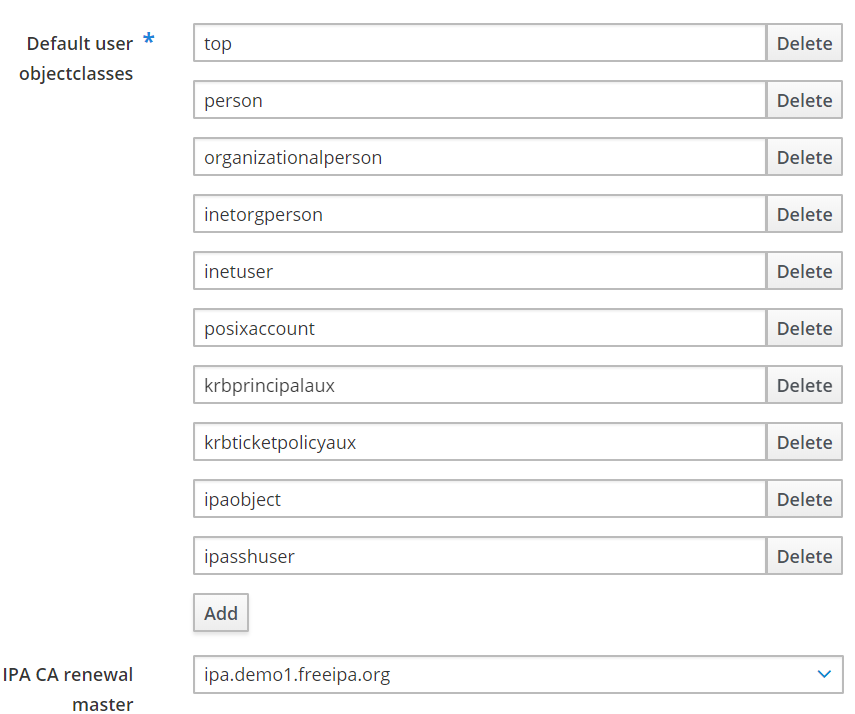 Default user * top Delete
objectclasses
person Delete
organizationalperson Delete
inetorgperson Delete
inetuser Delete
posixaccount Delete
krbprincipalaux Delete
krbticketpolicyaux Delete
ipaobject Delete
ipasshuser Delete
Add
IPA CA renewal ipa.demo1.freeipa.org
master